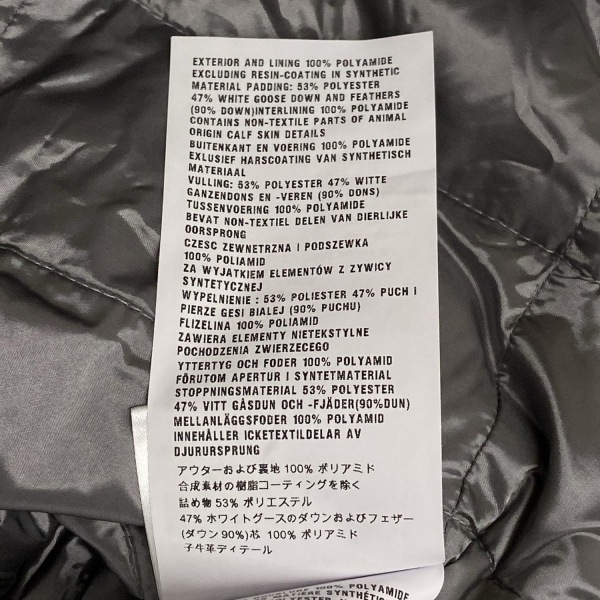 EXTERIOR AND LINING 100% POLYAMIDE
EXCLUDING RESIN-COATING IN SYNTHETIC
MATERIAL PADDING: 53% POLYESTER
47% WHITE GOOSE DOWN AND FEATHERS
(90% DOWN)INTERLINING 100% POLYAMIDE
CONTAINS NON-TEXTILE PARTS OF ANIMAL
ORIGIN CALF SKIN DETAILS
BUITENKANT EN VOERING 100% POLYAMIDE
EXLUSIEF HARSCOATING VAN SYNTHETISCH
MATERIAAL
VULLING: 53% POLYESTER 47% WITTE
GANZENDONS EN -VEREN (90% DONS)
TUSSENVOERING 100% POLYAMIDE
BEVAT NON-TEXTIEL DELEN VAN DIERLIJKE
OORSPRONG
CZESC ZEWNETRZNA I PODSZEWKA
100% POLIAMID
ZA WYJATKIEM ELEMENTÓW Z ZYWICY
SYNTETYCZNEJ
WYPELNIENIE : 53% POLIESTER 47% PUCH I
PIERZE GESI BIALEJ (90% PUCHU)
FLIZELINA 100% POLIAMID
ZAWIERA ELEMENTY NIETEKSTYLNE
POCHODZENIA ZWIERZECEGO
YTTERTYG OCH FODER 100% POLYAMID
FÖRUTOM APERTUR I SYNTETMATERIAL
STOPPNINGSMATERIAL 53% POLYESTER
47% VITT GÅSDUN OCH -FJÄDER(90%DUN)
MELLANLÄGGSFODER 100% POLYAMID
INNEHÅLLER ICKETEXTILDELAR AV
DJURURSPRUNG
アウターおよび裏地 100% ポリアミド
合成素材の樹脂コーティングを除く
詰め物 53% ポリエステル
47% ホワイトグースのダウンおよびフェザー
(ダウン 90%)芯 100% ポリアミド
子牛革ディテール
100% POLYAMIDE
MATIÈRE SYNTHÉTIQUE